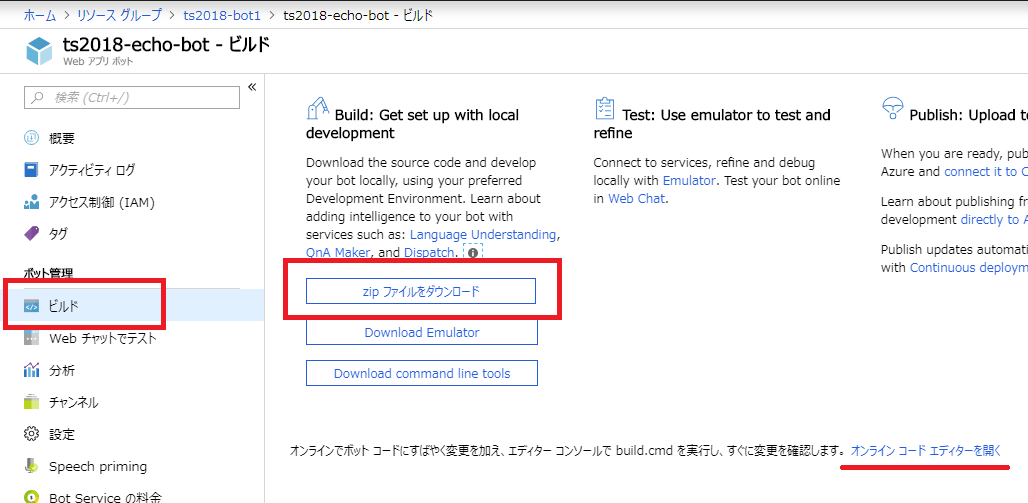 ホーム > リソース グループ > ts2018-bot1 > ts2018-echo-bot - ビルド
ts2018-echo-bot - ビルド
Web アプリ ボット
検索 (Ctrl+/)
«
概要
アクティビティ ログ
アクセス制御 (IAM)
タグ
ボット管理
ビルド
Web チャットでテスト
分析
チャンネル
設定
Speech priming
Bot Service の料金
Build: Get set up with local
development
Download the source code and develop
your bot locally, using your preferred
Development Environment. Learn about
adding intelligence to your bot with
services such as: Language Understanding,
QnA Maker, and Dispatch.
zip ファイルをダウンロード
Download Emulator
Download command line tools
Test: Use emulator to test and
refine
Connect to services, refine and debug
locally with Emulator. Test your bot online
in Web Chat.
Publish: Upload to
When you are ready, pub
Azure and connect it to C
Learn about publishing fr
development directly to A
Publish updates automati
with Continuous deploym
オンラインでボット コードにすばやく変更を加え、エディター コンソールで build.cmd を実行し、すぐに変更を確認します。 オンライン コード エディターを開く